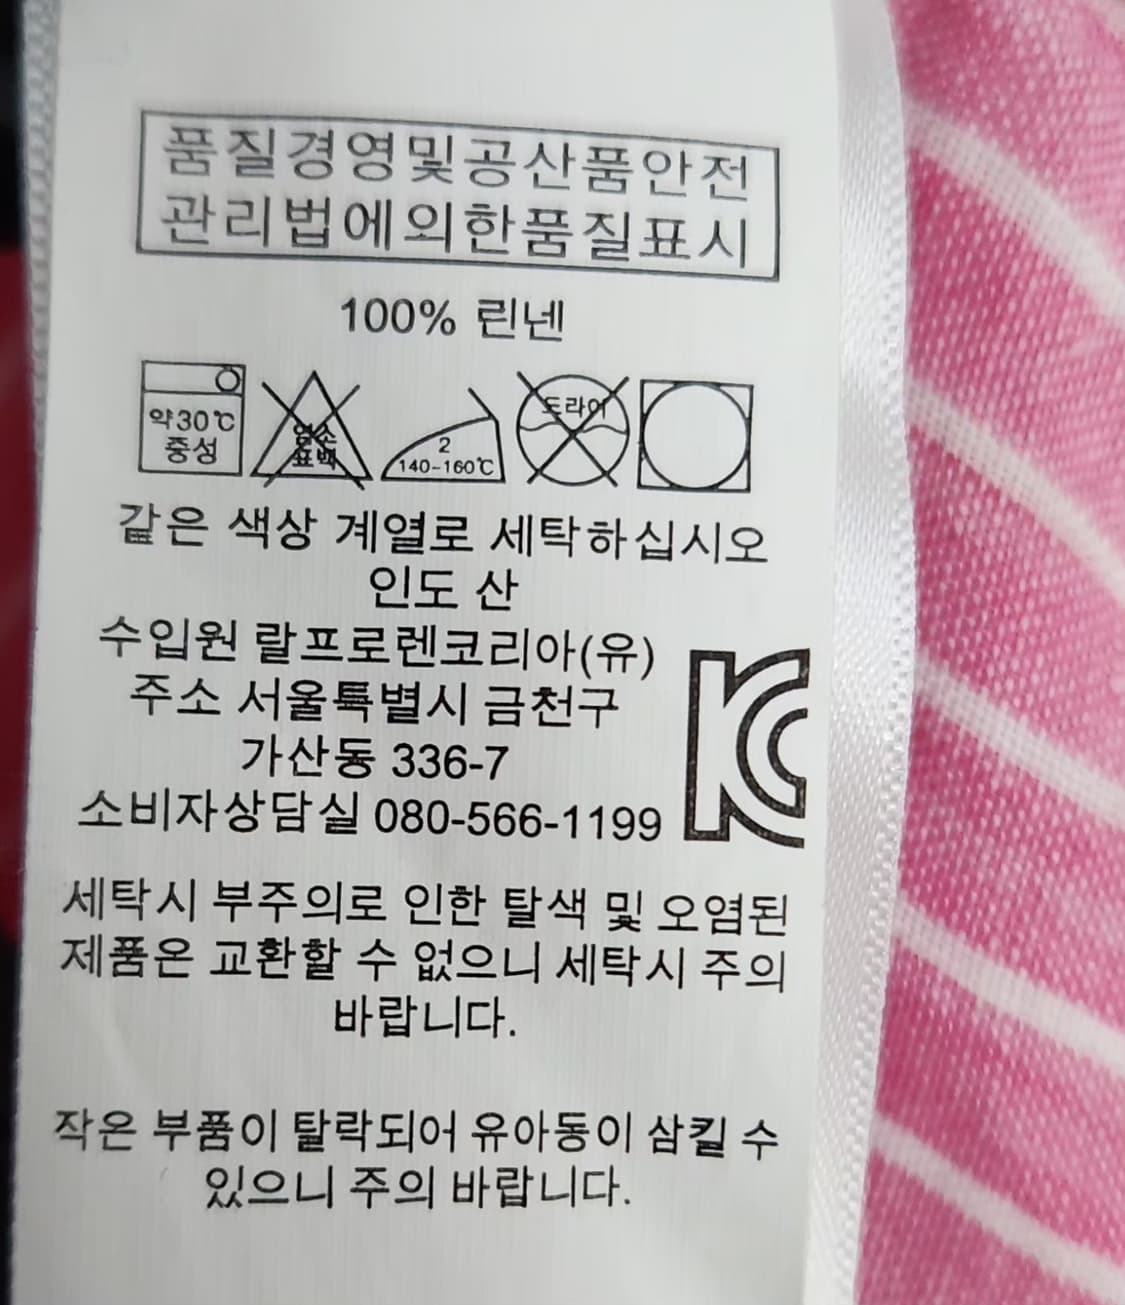 품질경영및공산품안전
관리법에의한품질표시
100% 린넨
약30℃
중성
염소
표백
2
140-160℃
드라이
같은 색상 계열로 세탁하십시오
인도 산
수입원 랄프로렌코리아(유)
주소 서울특별시 금천구
가산동 336-7
소비자상담실 080-566-1199
세탁시 부주의로 인한 탈색 및 오염된
제품은 교환할 수 없으니 세탁시 주의
바랍니다.
작은 부품이 탈락되어 유아동이 삼킬 수
있으니 주의 바랍니다.